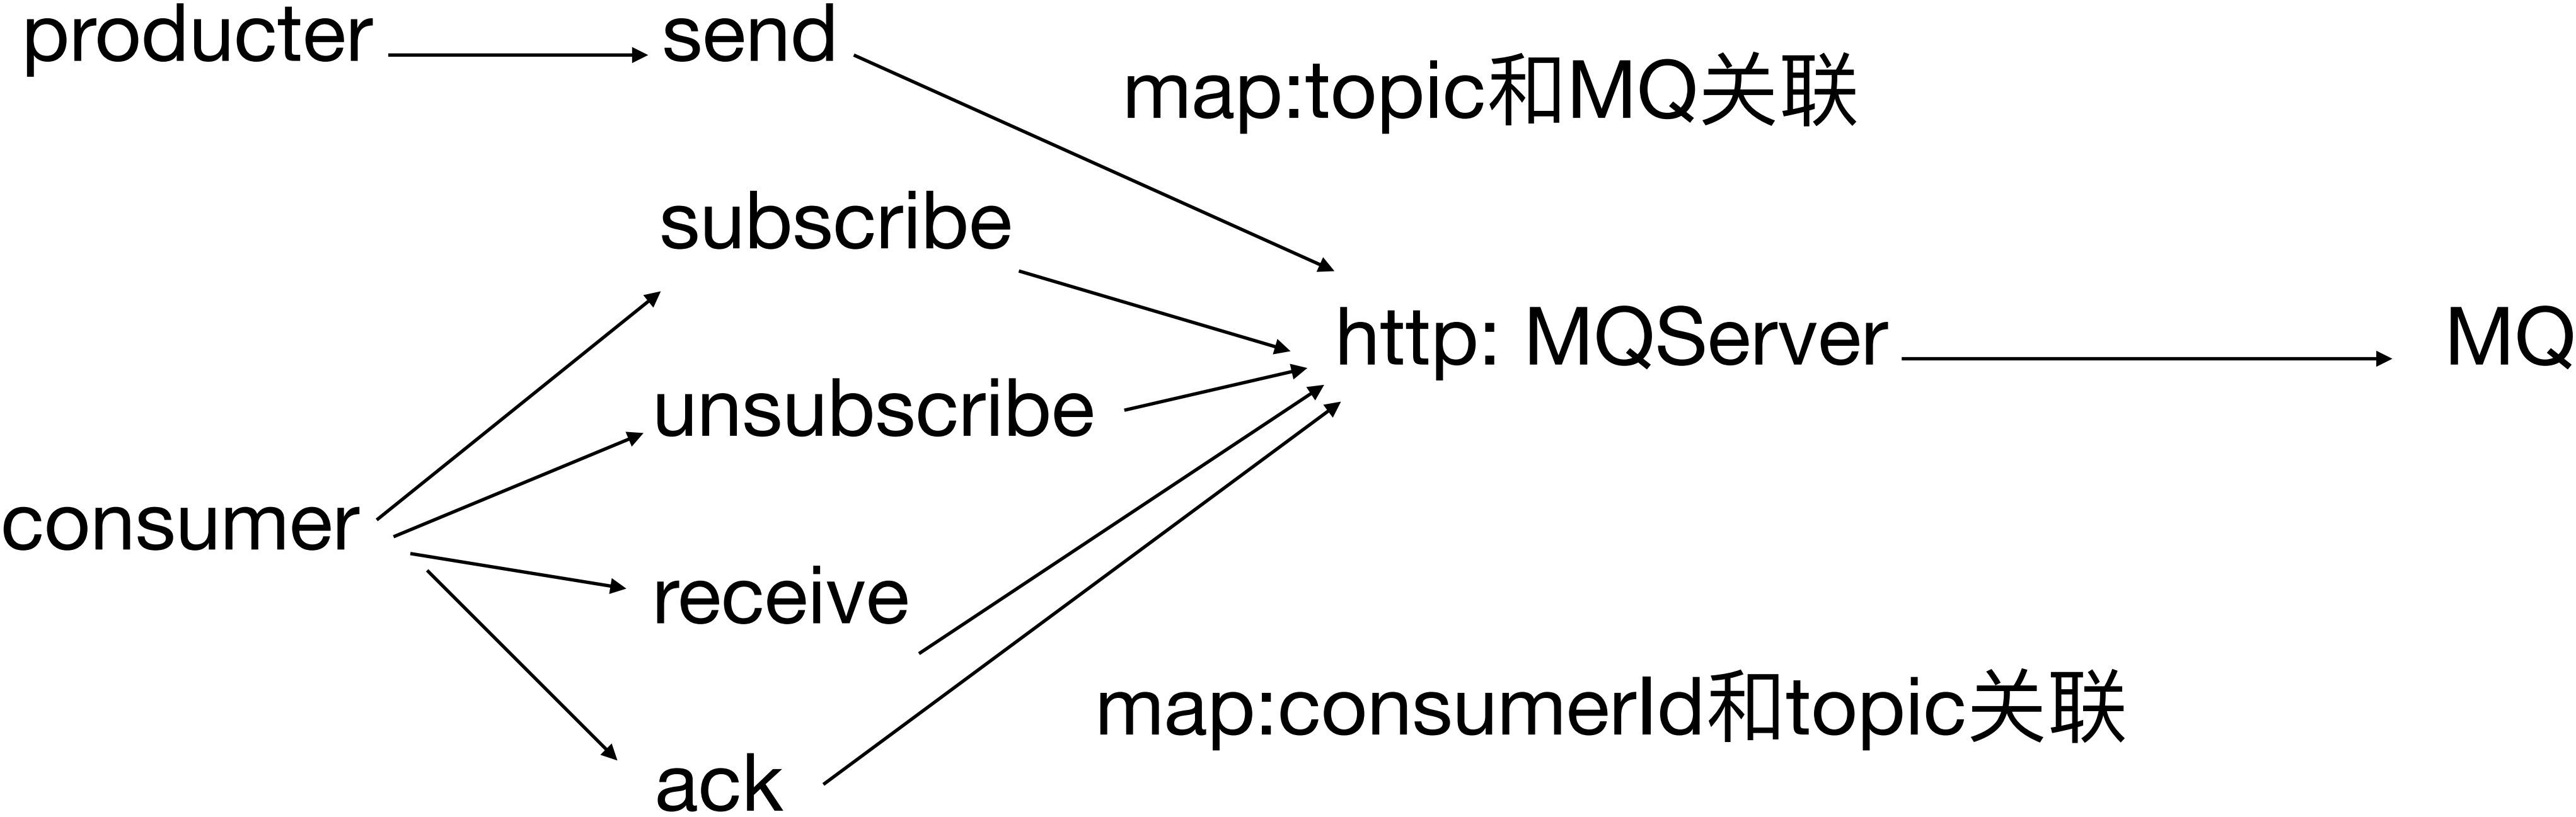 producter
send
map:topic和MQ关联
subscribe
http: MQServer
MQ
unsubscribe
consumer
receive
map:consumerId和topic关联
ack